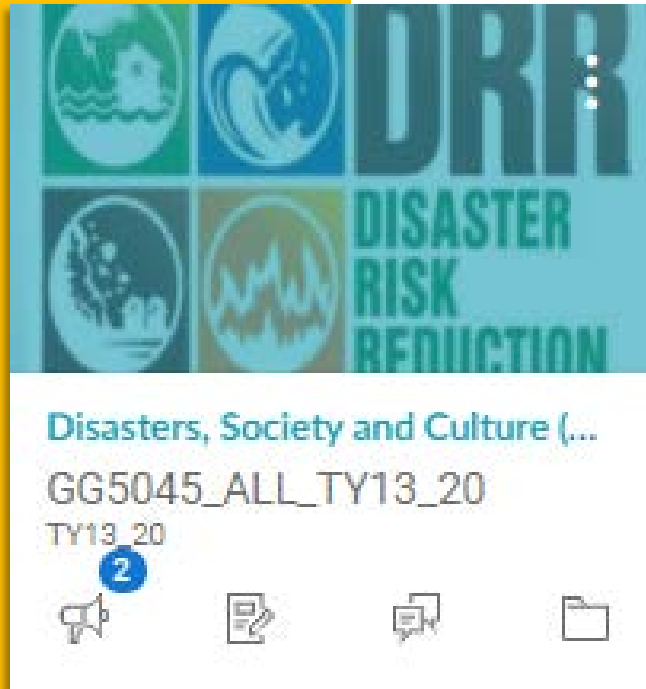 DRR
DISASTER
RISK
REDUCTION
Disasters, Society and Culture (...
GG5045_ALL_TY13_20
TY13_20
2